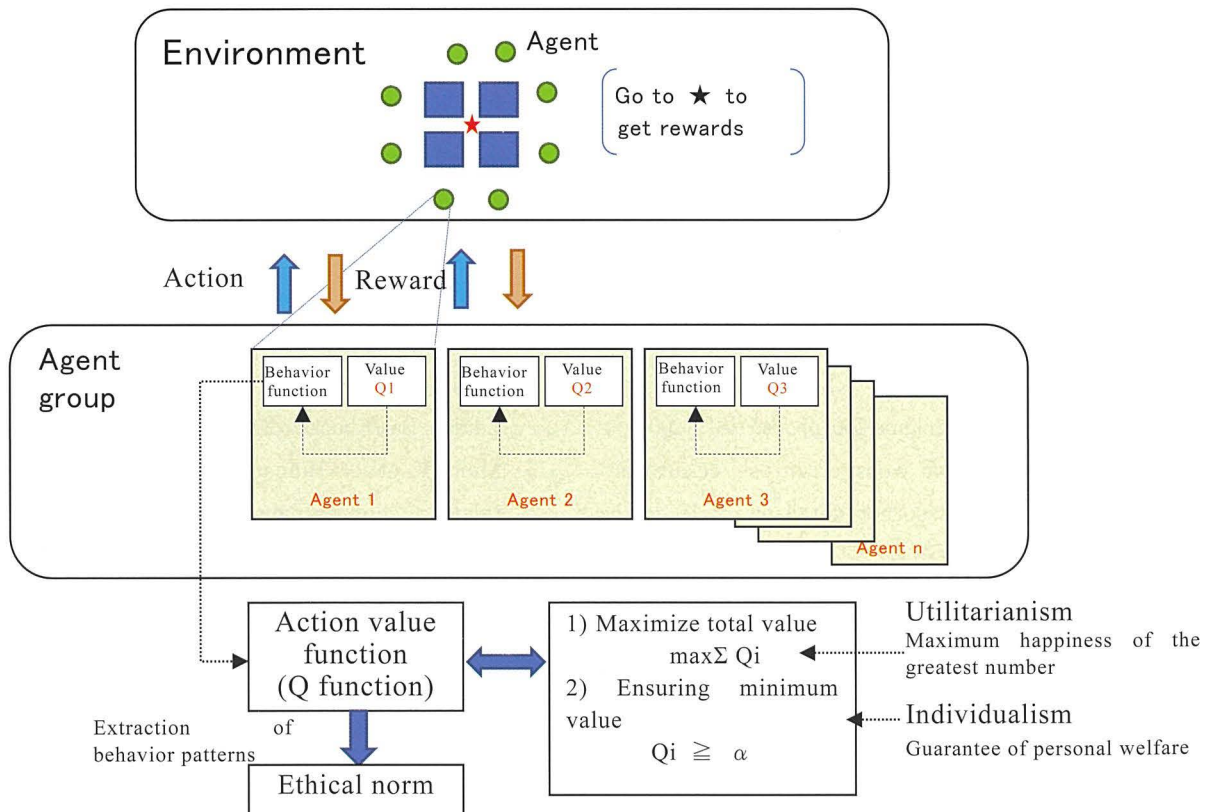 Environment
Agent
Go to ★ to
get rewards
Action
Reward
Agent
group
Behavior
function
Value
Q1
Agent 1
Behavior
function
Value
Q2
Agent 2
Behavior
function
Value
Q3
Agent 3
Agent n
Action value
function
(Q function)
1) Maximize total value
maxΣ Qi
2) Ensuring minimum
value
Qi ≧ α
Utilitarianism
Maximum happiness of the
greatest number
Individualism
Guarantee of personal welfare
Extraction of
behavior patterns
Ethical norm